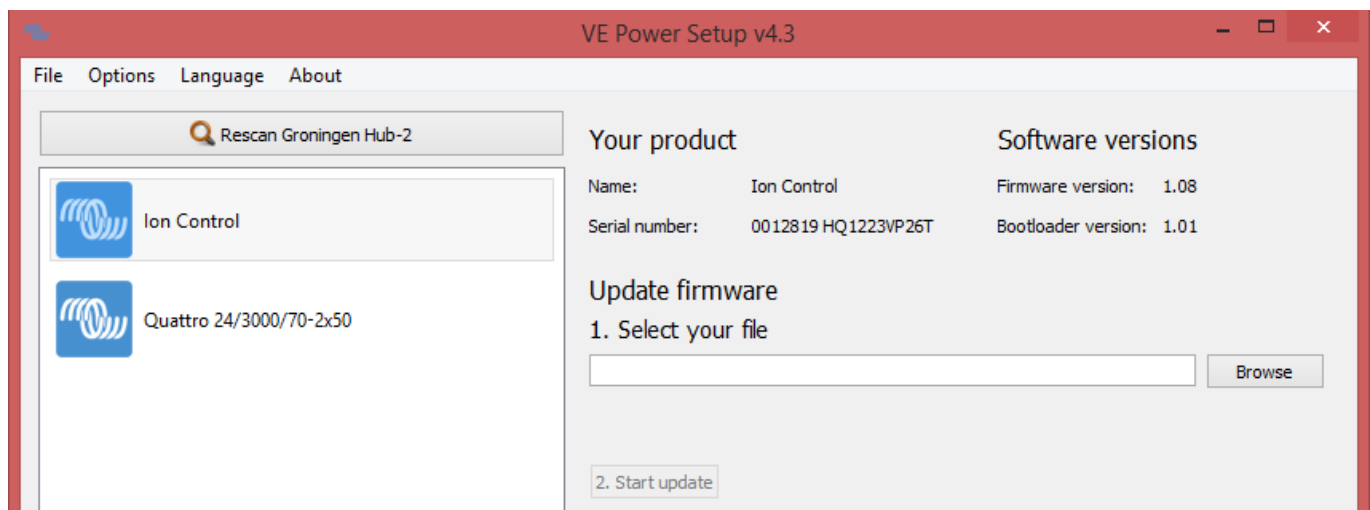 VE Power Setup v4.3
File Options Language About
Rescan Groningen Hub-2
Ion Control
Quattro 24/3000/70-2x50
Your product
Name: Ion Control
Serial number: 0012819 HQ1223VP26T
Software versions
Firmware version: 1.08
Bootloader version: 1.01
Update firmware
1. Select your file
Browse
2. Start update